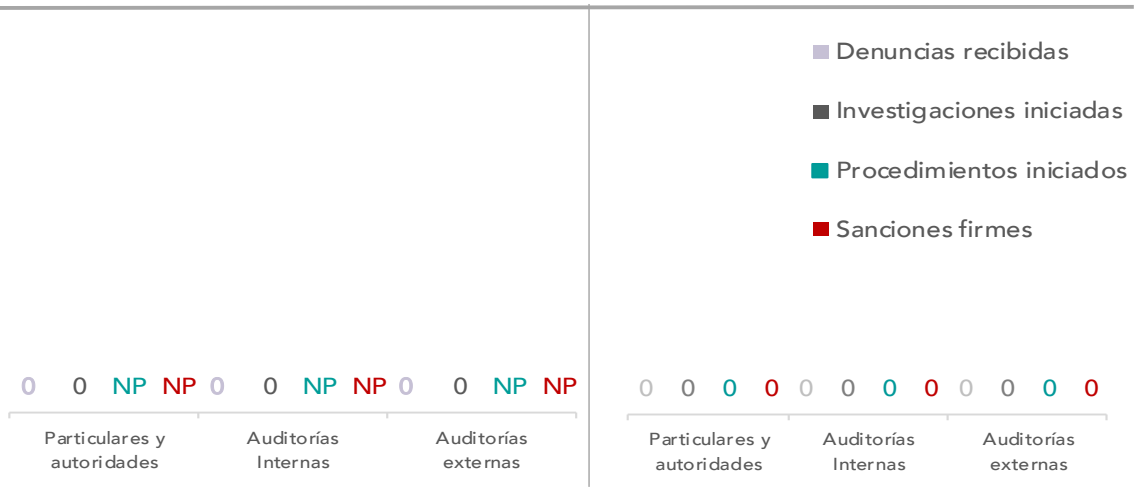 Denuncias recibidas
Investigaciones iniciadas
Procedimientos iniciados
Sanciones firmes
0 0 NP NP 0 0 NP NP 0 0 NP NP
Particulares y
autoridades
Auditorías
Internas
Auditorías
externas
0 0 0 0 0 0 0 0 0 0 0 0
Particulares y
autoridades
Auditorías
Internas
Auditorías
externas